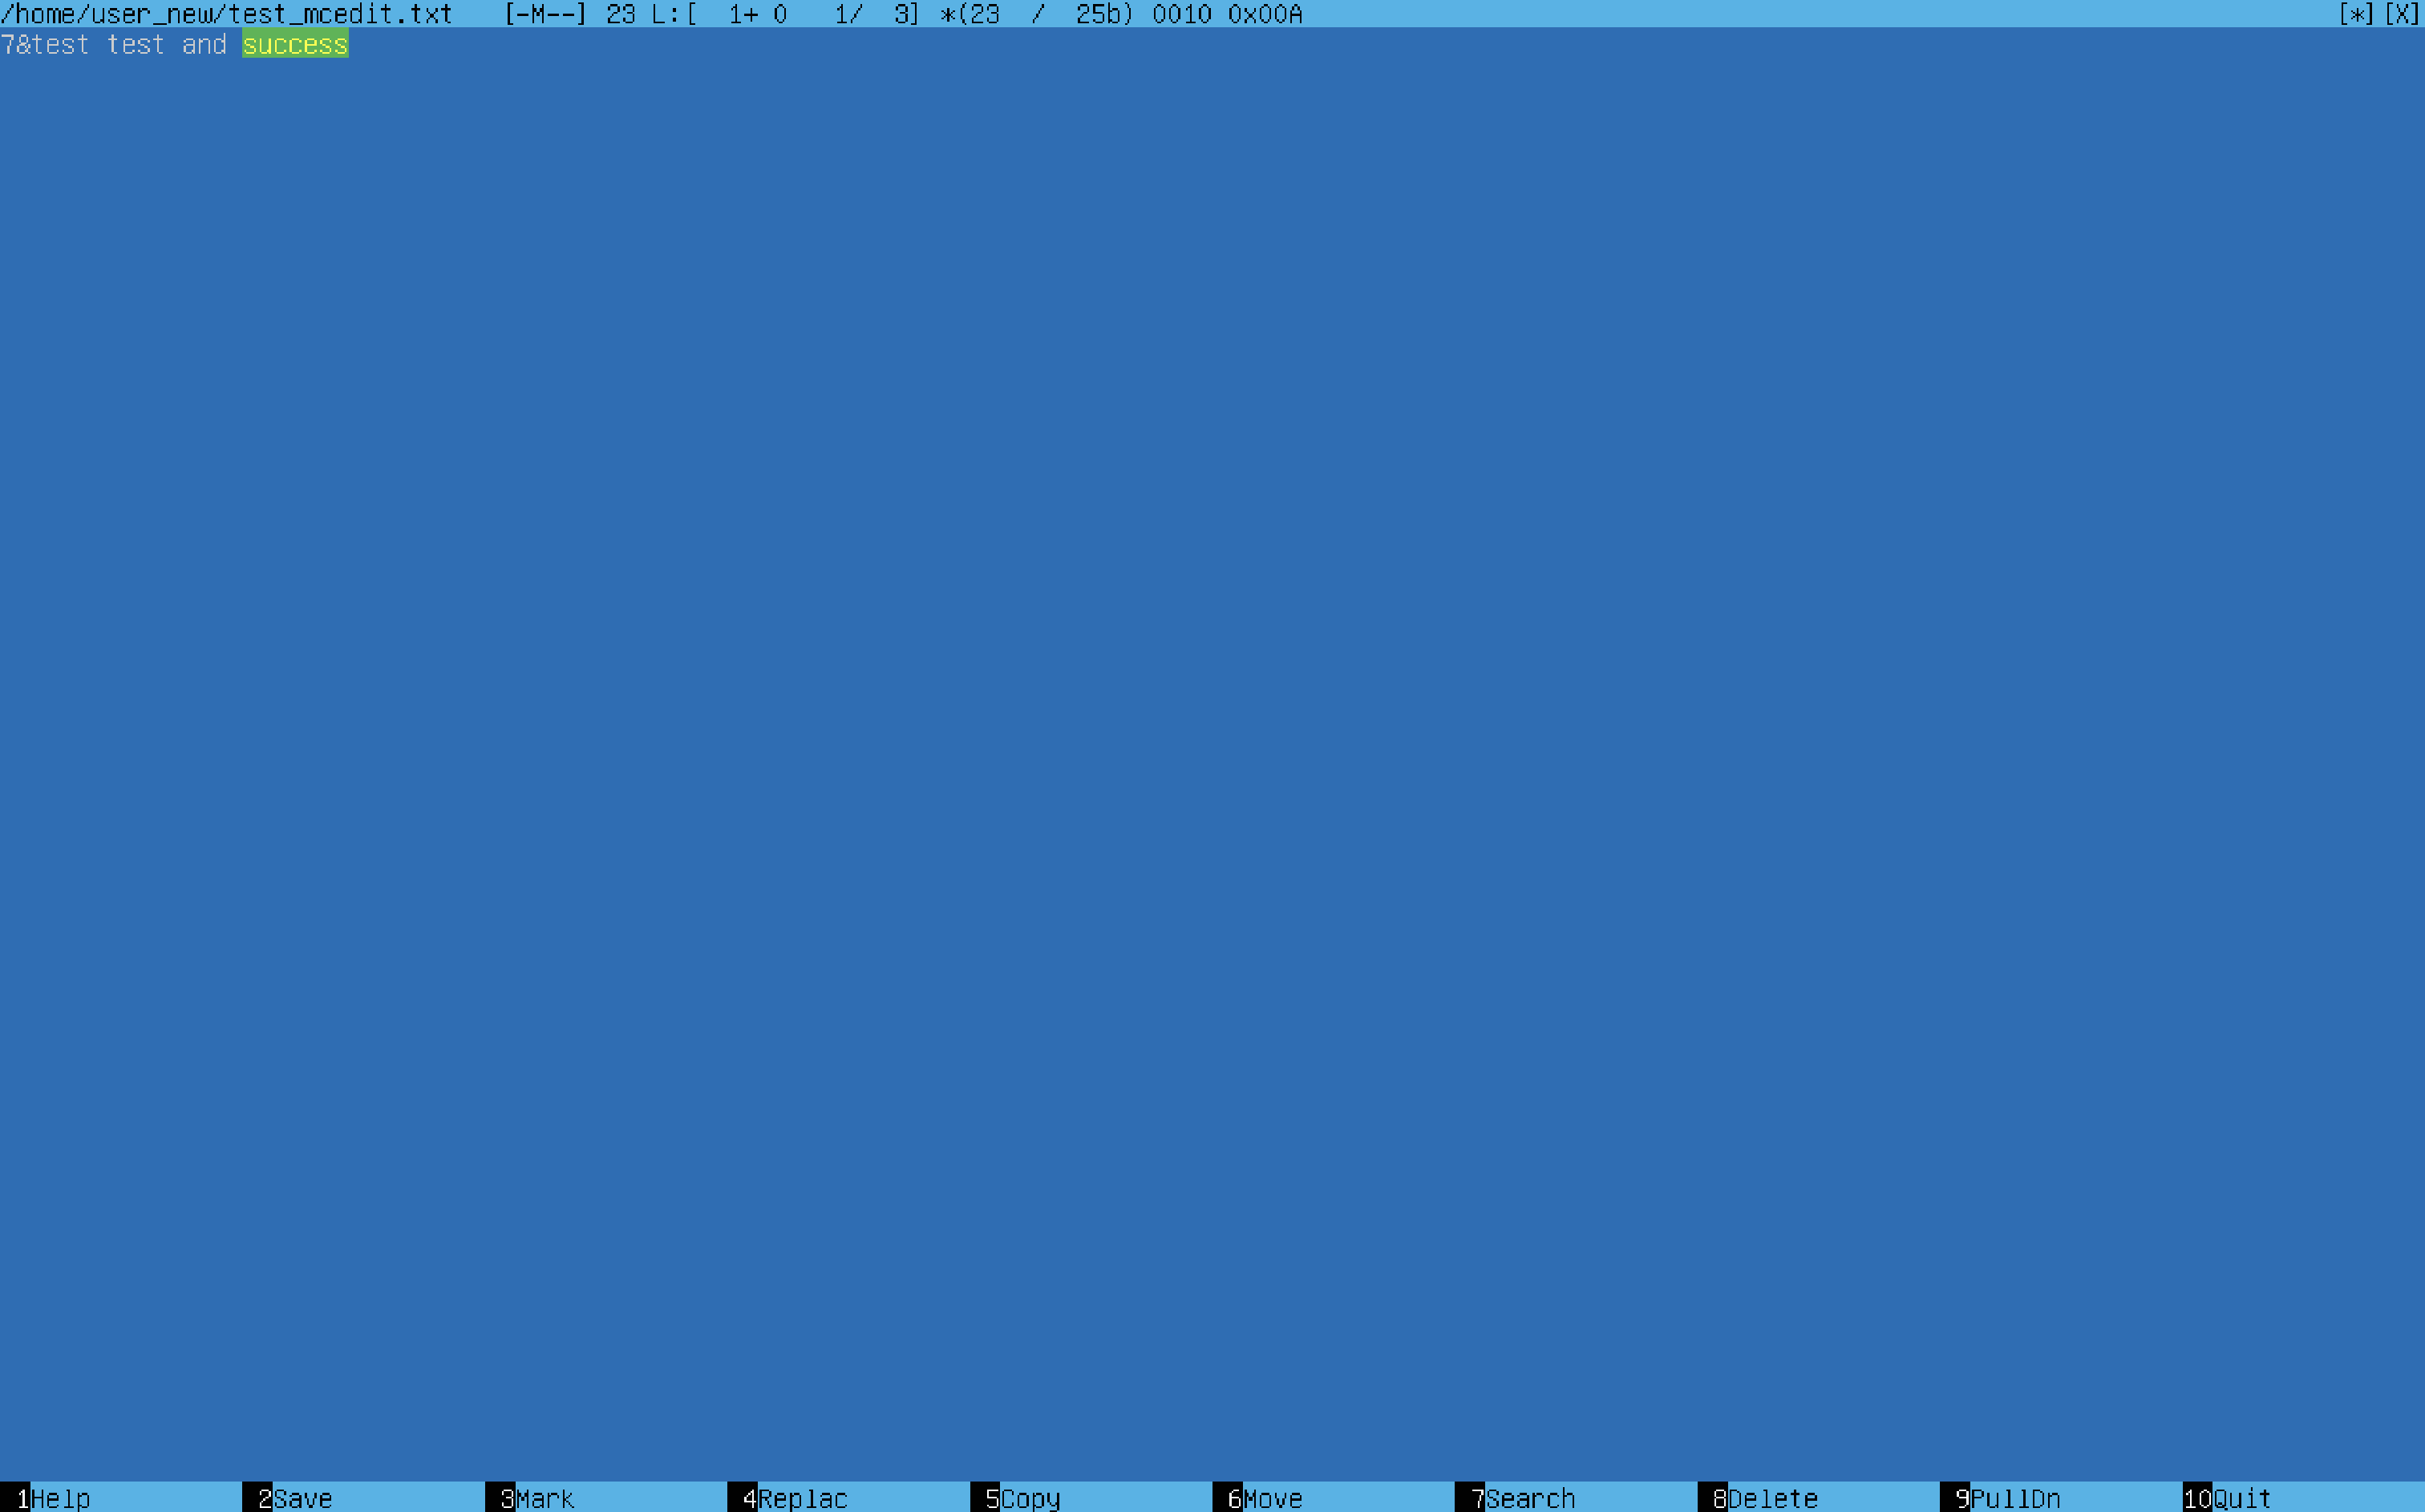 /home/user_new/test_mcedit.txt   [-M--] 23 L:[  1+ 0   1/  3] *(23  /  25b) 0010 0x00A [*][X]
7&test test and success
1Help 2Save 3Mark 4Replac 5Copy 6Move 7Search 8Delete 9PullDn 10Quit